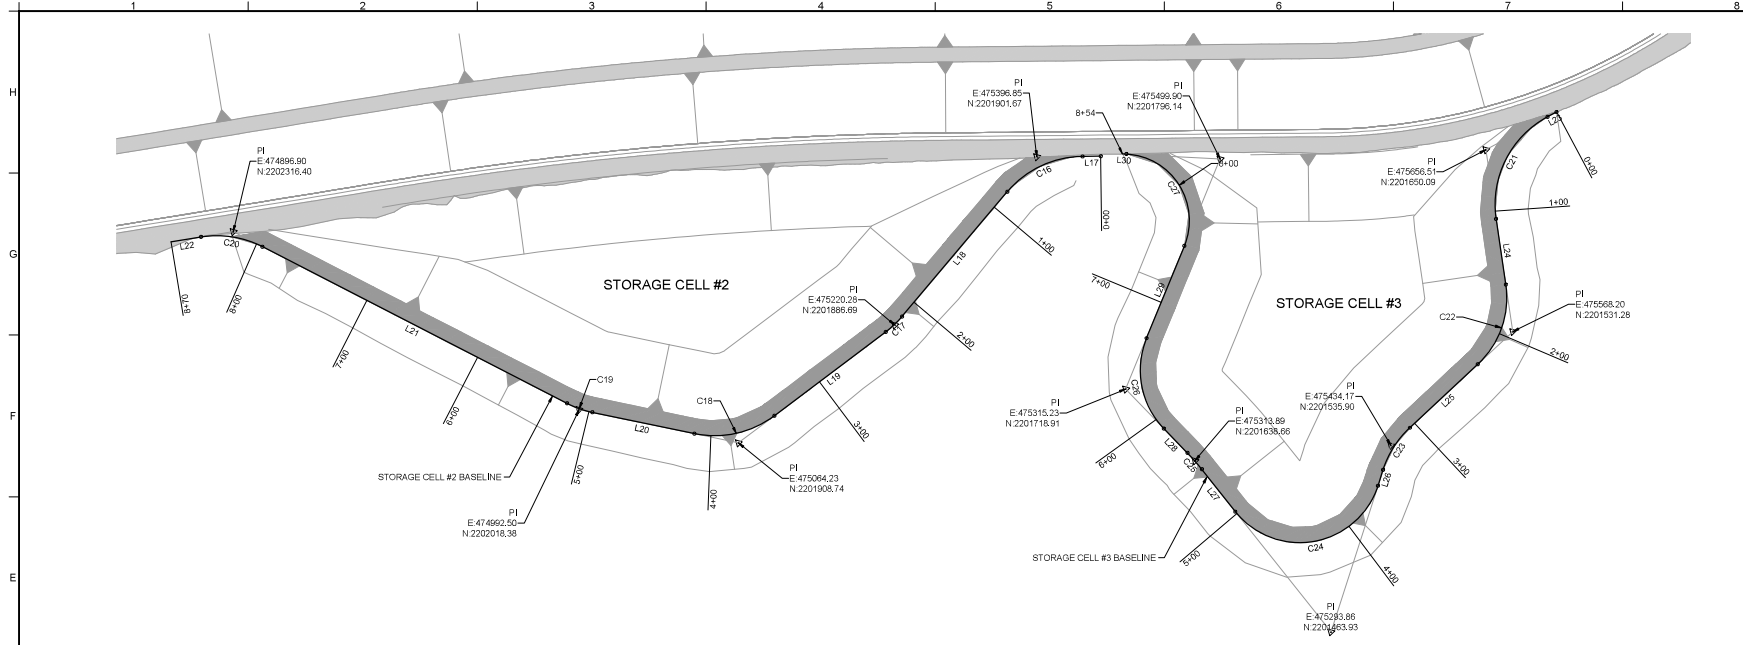 1
2
3
4
5
6
7
8
H
G
F
E
PI
E:474896.90
N:2202316.40
PI
E:475396.85
N:2201901.67
PI
E:475499.90
N:2201796.14
8+54
PI
E:475656.51
N:2201650.09
L22
C20
8+70
8+00
L21
7+00
6+00
STORAGE CELL #2
C16
L17
0+00
L18
1+00
PI
E:475220.28
N:2201886.69
C17
2+00
L19
3+00
C18
PI
E:475064.23
N:2201908.74
4+00
L20
C19
5+00
STORAGE CELL #2 BASELINE
PI
E:474992.50
N:2202018.38
L30
C27
8+00
L29
7+00
STORAGE CELL #3
C21
L23
0+00
1+00
L24
C22
PI
E:475568.20
N:2201531.28
2+00
L25
PI
E:475434.17
N:2201535.90
C23
3+00
L26
C26
PI
E:475315.23
N:2201718.91
6+00
L28
C25
PI
E:475313.89
N:2201638.66
L27
STORAGE CELL #3 BASELINE
5+00
C24
4+00
PI
E:475293.86